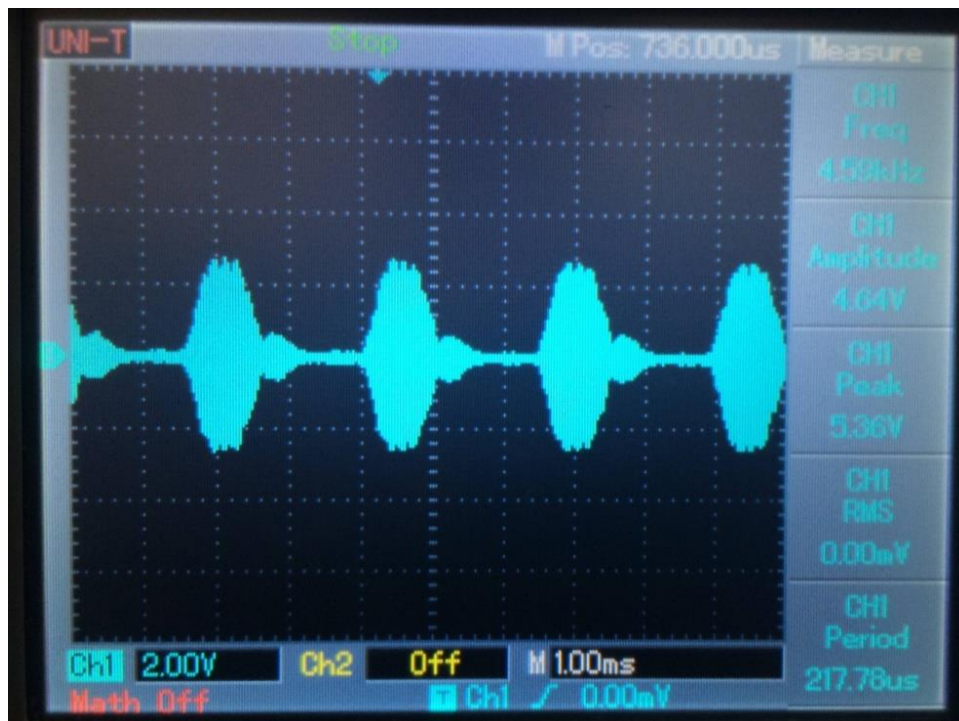 UNI-T Stop M Pos: 736.000us Measure
CH1
Freq
4.59kHz
CH1
Amplitude
4.64V
CH1
Peak
5.36V
CH1
RMS
0.00mV
CH1
Period
217.78us
Ch1 2.00V Ch2 Off M 1.00ms
Math Off T Ch1 0.00mV